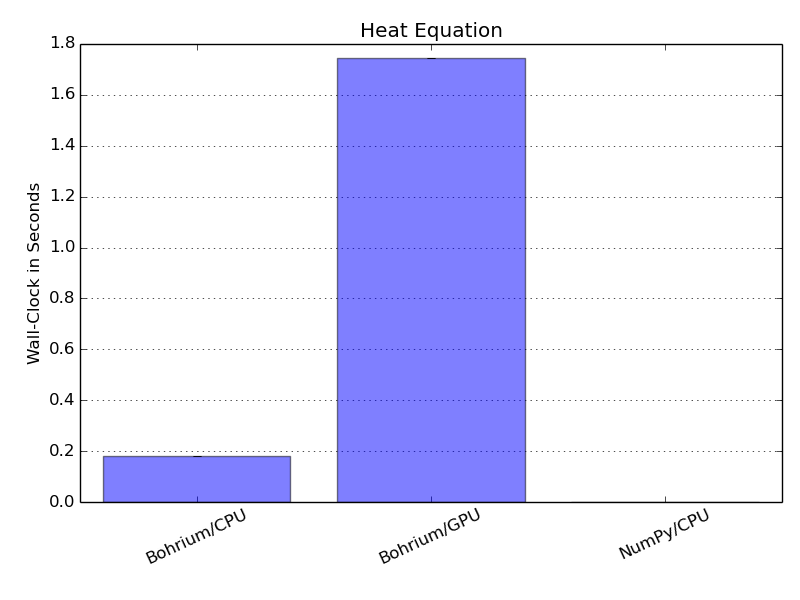 Heat Equation
Wall-Clock in Seconds
1.8
1.6
1.4
1.2
1.0
0.8
0.6
0.4
0.2
0.0
Bohrium/CPU
Bohrium/GPU
NumPy/CPU